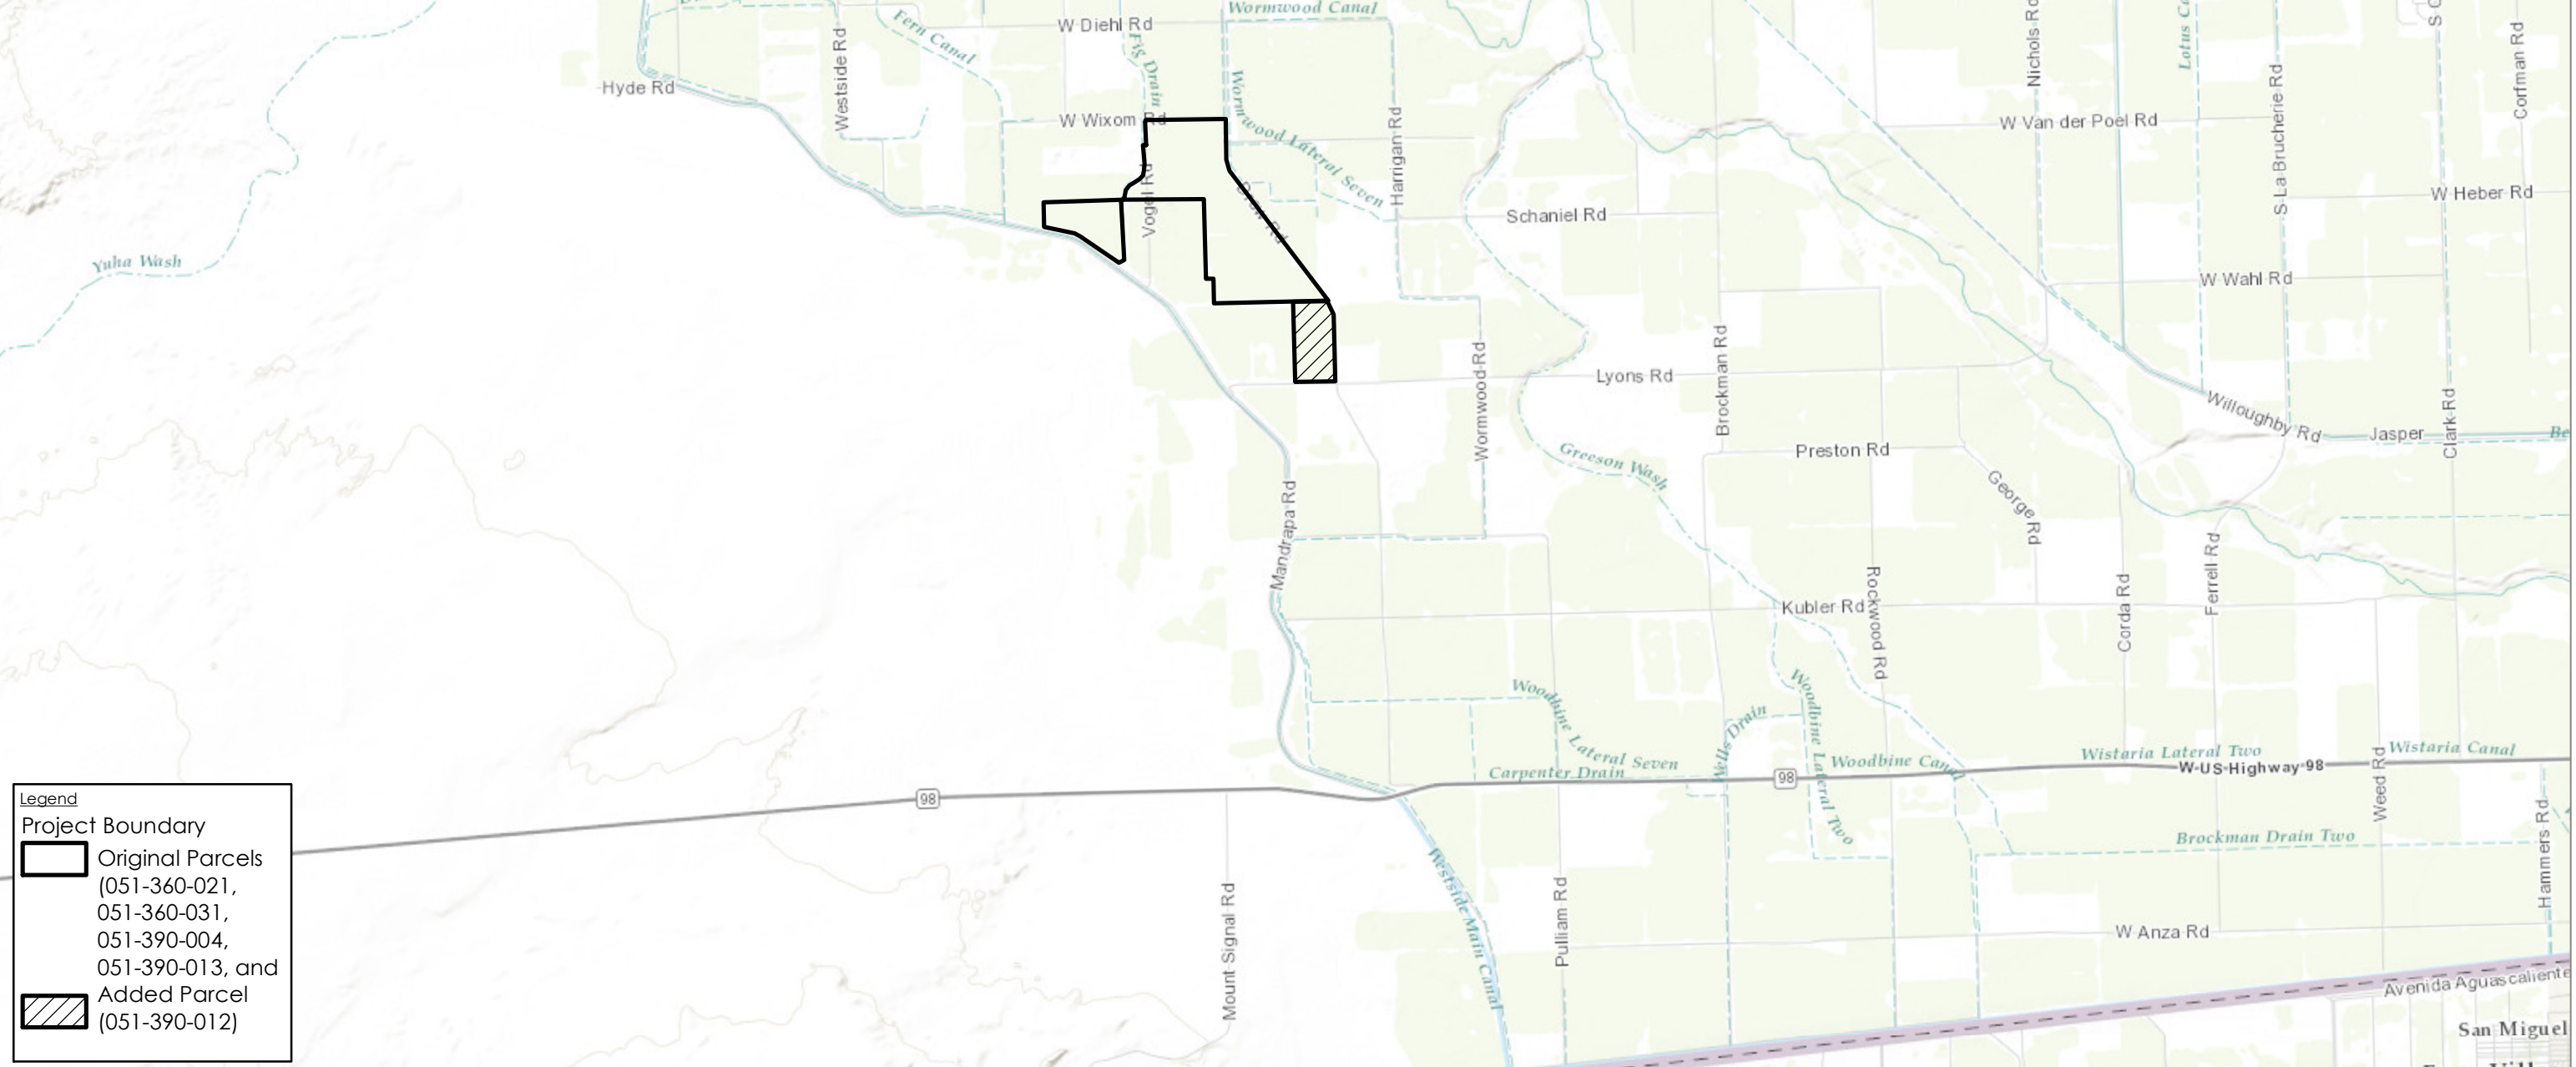 Wormwood Canal
W Diehl Rd
Fern Canal
Westside Rd
Fig Drain
Hyde Rd
W Wixom Rd
Wormwood Lateral Seven
Harrigan Rd
Nichols Rd
S La Brucherie Rd
Corfman Rd
W Van der Poel Rd
Vogel Rd
Drew Rd
Schaniel Rd
W Heber Rd
Yuha Wash
W Wahl Rd
Wormwood Rd
Brockman Rd
Lyons Rd
Willoughby Rd
Jasper
Clark Rd
Preston Rd
Greeson Wash
George Rd
Mandrapa Rd
Kubler Rd
Rockwood Rd
Corda Rd
Ferrell Rd
Woodbine Lateral Seven
Wells Drain
Woodbine Lateral Two
Carpenter Drain
Woodbine Canal
Wistaria Lateral Two
Wistaria Canal
W US Highway 98
98
98
Weed Rd
Hammers Rd
Brockman Drain Two
Westside Main Canal
Mount Signal Rd
Pulliam Rd
W Anza Rd
Avenida Aguascaliente
San Miguel
Legend
Project Boundary
Original Parcels
(051-360-021,
051-360-031,
051-390-004,
051-390-013, and
Added Parcel
(051-390-012)